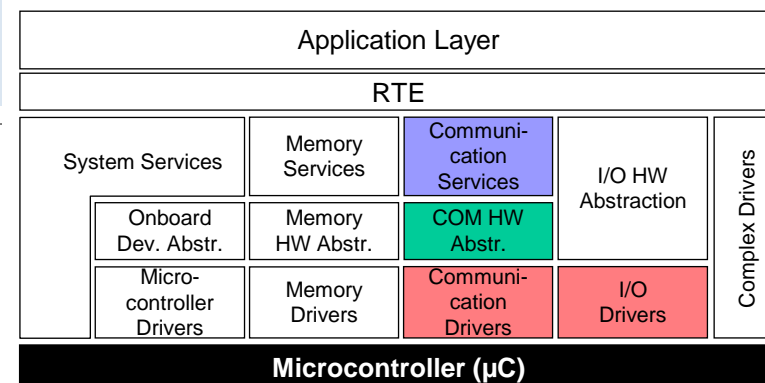 Application Layer
RTE
System Services
Memory
Services
Communi-
cation
Services
I/O HW
Abstraction
Complex Drivers
Onboard
Dev. Abstr.
Memory
HW Abstr.
COM HW
Abstr.
Micro-
controller
Drivers
Memory
Drivers
Communi-
cation
Drivers
I/O
Drivers
Microcontroller (µC)